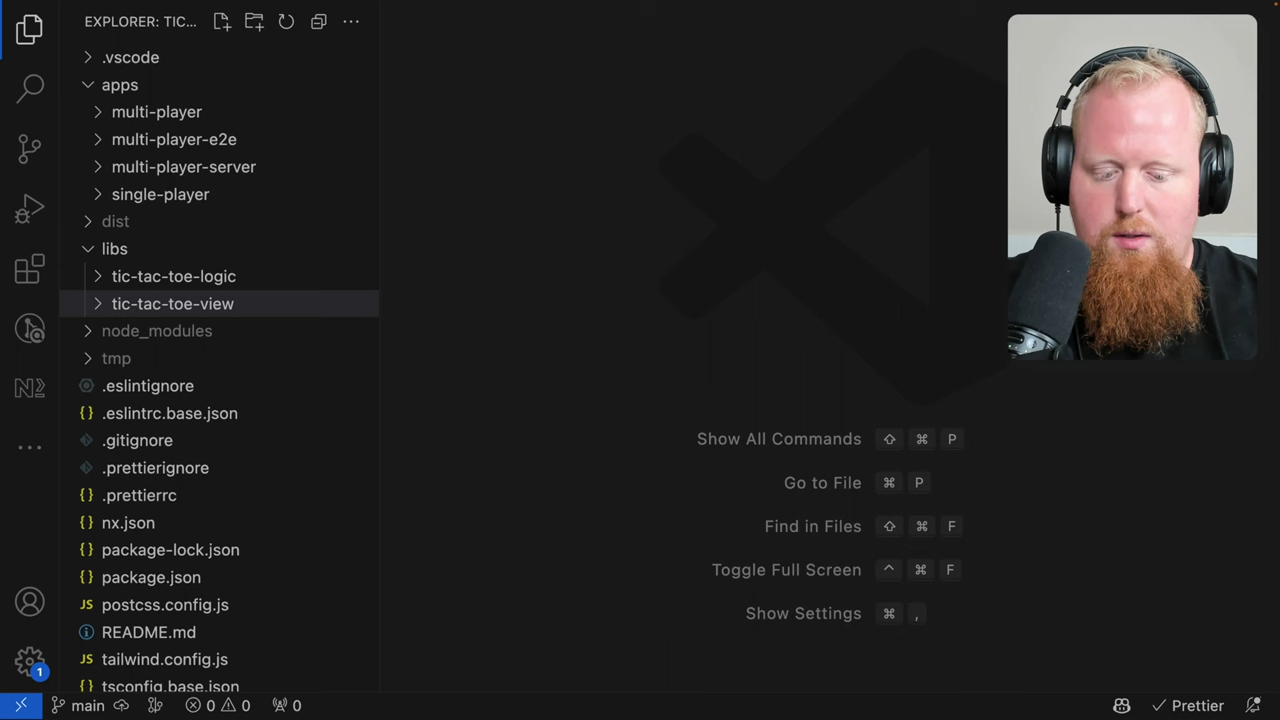 EXPLORER: TIC...
.vscode
apps
multi-player
multi-player-e2e
multi-player-server
single-player
dist
libs
tic-tac-toe-logic
tic-tac-toe-view
node_modules
tmp
.eslintignore
{} .eslintrc.base.json
.gitignore
.prettierignore
{} .prettierrc
{} nx.json
{} package-lock.json
{} package.json
JS postcss.config.js
README.md
JS tailwind.config.js
{} tsconfig.base.json
Show All Commands ⇧ ⌘ P
Go to File ⌘ P
Find in Files ⇧ ⌘ F
Toggle Full Screen ^ ⌘ F
Show Settings ⌘ ,
1
main 0 0 0
Prettier